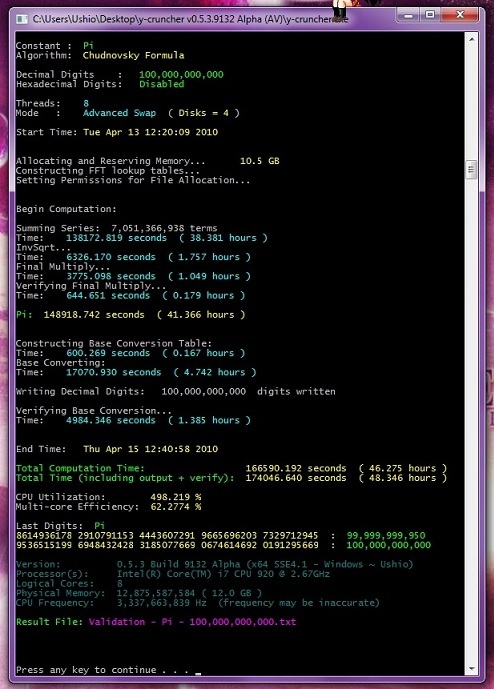 C:\Users\Ushio\Desktop\y-cruncher v0.5.3.9132 Alpha (AV)\y-cruncher
Constant :  Pi
Algorithm:  Chudnovsky Formula
Decimal Digits    :  100,000,000,000
Hexadecimal Digits:  Disabled
Threads:    8
Mode   :    Advanced Swap  ( Disks = 4 )
Start Time: Tue Apr 13 12:20:09 2010
Allocating and Reserving Memory...      10.5 GB
Constructing FFT lookup tables...
Setting Permissions for File Allocation...
Begin Computation:
Summing Series:  7,051,366,938 terms
Time:    138172.819 seconds  ( 38.381 hours )
InvSqrt...
Time:    6326.170 seconds  ( 1.757 hours )
Final Multiply...
Time:    3775.098 seconds  ( 1.049 hours )
Verifying Final Multiply...
Time:    644.651 seconds  ( 0.179 hours )
Pi:  148918.742 seconds  ( 41.366 hours )
Constructing Base Conversion Table:
Time:    600.269 seconds  ( 0.167 hours )
Base Converting:
Time:    17070.930 seconds  ( 4.742 hours )
Writing Decimal Digits:   100,000,000,000  digits written
Verifying Base Conversion...
Time:    4984.346 seconds  ( 1.385 hours )
End Time:   Thu Apr 15 12:40:58 2010
Total Computation Time:                  166590.192 seconds  ( 46.275 hours )
Total Time (including output + verify):  174046.640 seconds  ( 48.346 hours )
CPU Utilization:        498.219 %
Multi-core Efficiency:  62.2774 %
Last Digits:  Pi
8614936178 2910791153 4443607291 9665696203 7329712945  :  99,999,999,950
9536515199 6948432428 3185077669 0674614692 0191295669  :  100,000,000,000
Version:          0.5.3 Build 9132 Alpha (x64 SSE4.1 - Windows ~ Ushio)
Processor(s):     Intel(R) Core(TM) i7 CPU 920 @ 2.67GHz
Logical Cores:    8
Physical Memory:  12,875,587,584 ( 12.0 GB )
CPU Frequency:    3,337,663,839 Hz  (frequency may be inaccurate)
Result File: Validation - Pi - 100,000,000,000.txt
Press any key to continue . . .